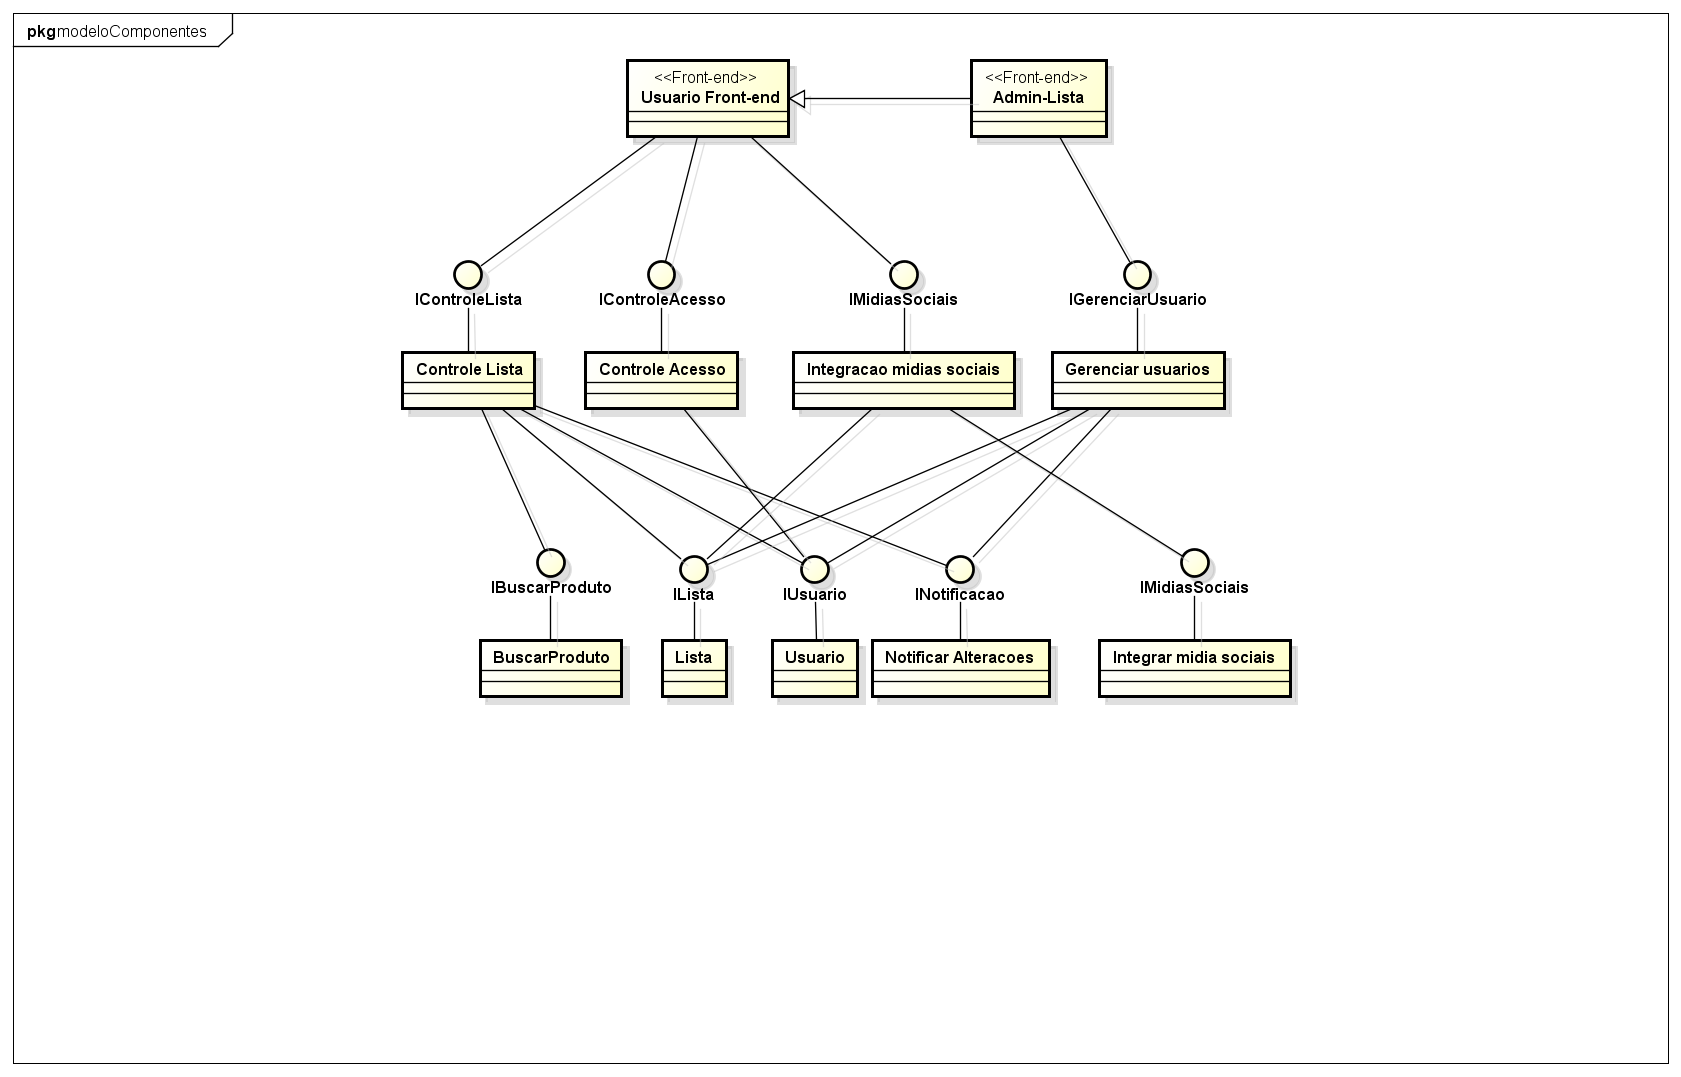 pkg modeloComponentes
<<Front-end>>
Usuario Front-end
<<Front-end>>
Admin-Lista
IControleLista
IControleAcesso
IMidiasSociais
IGerenciarUsuario
Controle Lista
Controle Acesso
Integracao midias sociais
Gerenciar usuarios
IBuscarProduto
ILista
IUsuario
INotificacao
IMidiasSociais
BuscarProduto
Lista
Usuario
Notificar Alteracoes
Integrar midia sociais